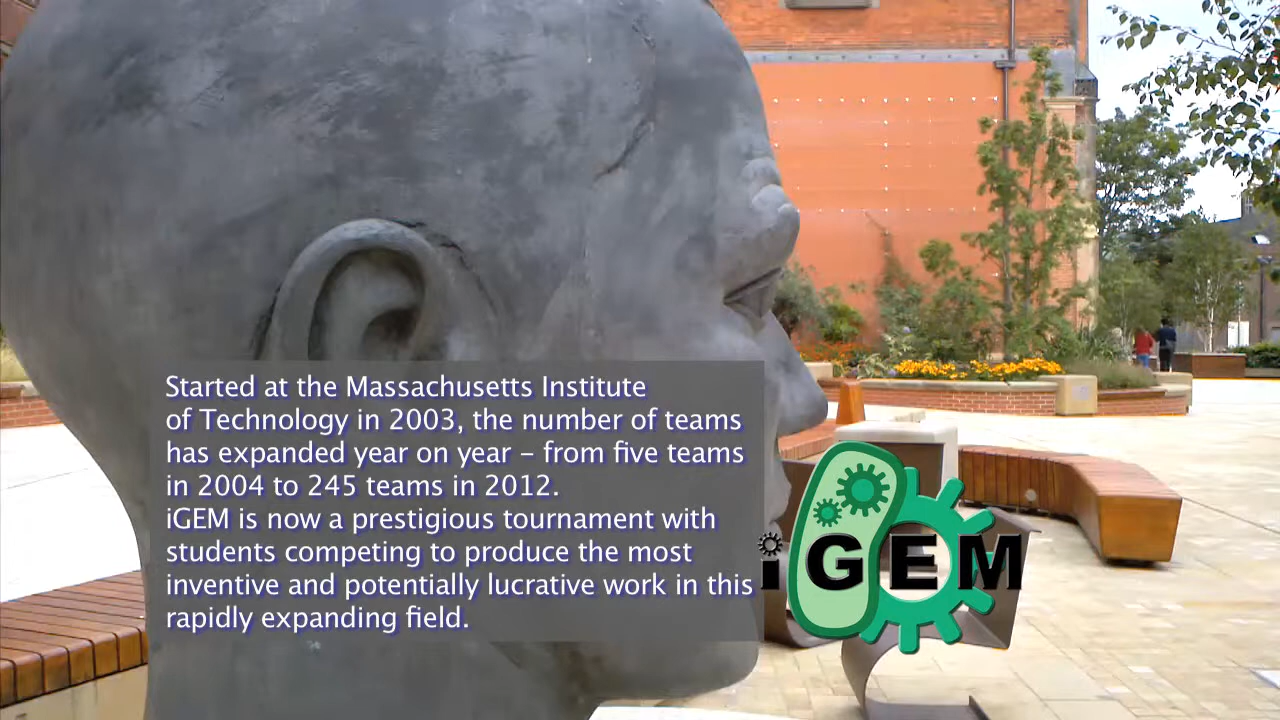 Started at the Massachusetts Institute
of Technology in 2003, the number of teams
has expanded year on year – from five teams
in 2004 to 245 teams in 2012.
iGEM is now a prestigious tournament with
students competing to produce the most
inventive and potentially lucrative work in this
rapidly expanding field.
iGEM